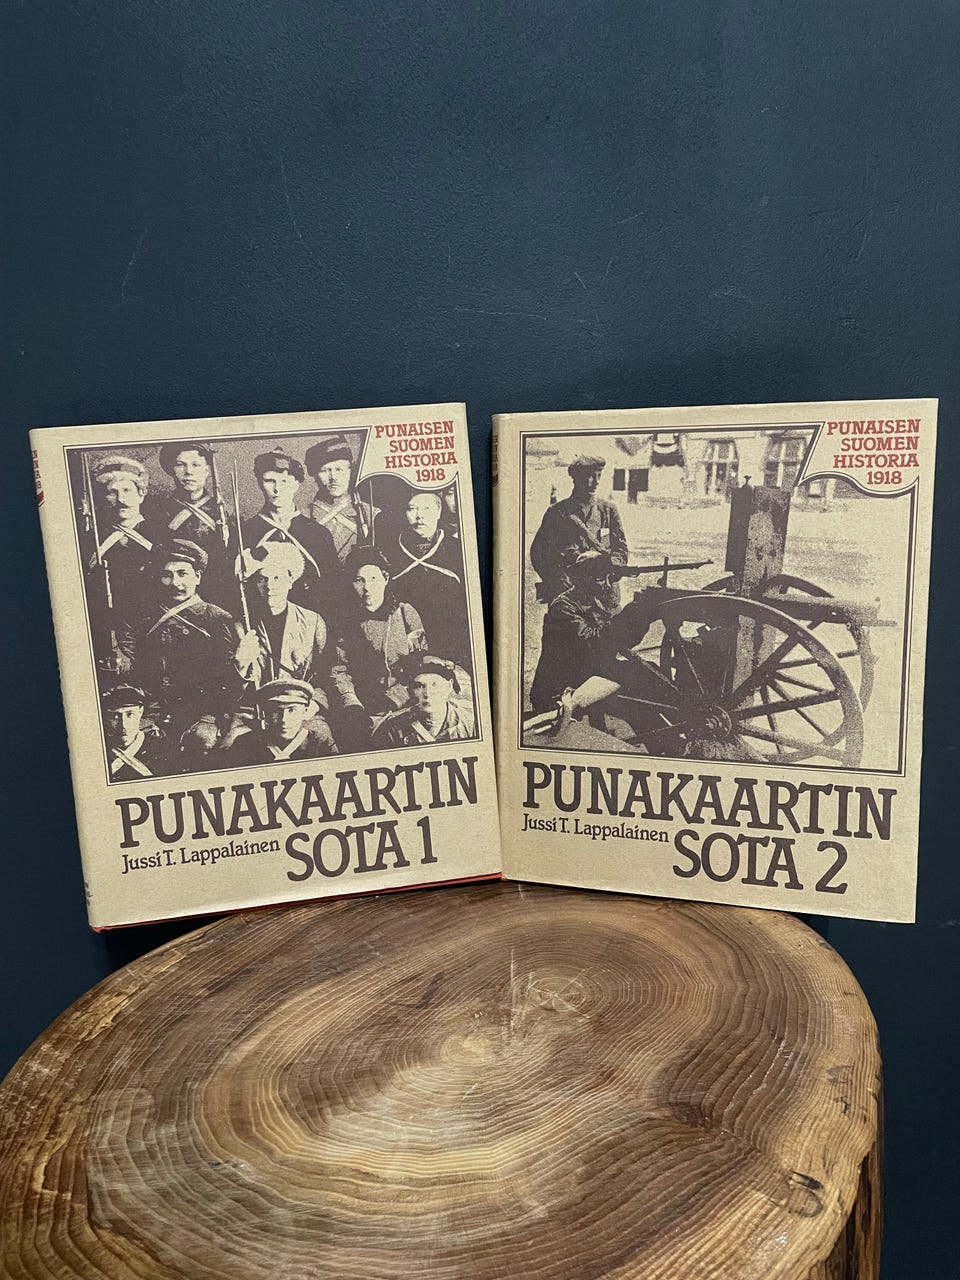 PUNAISEN
SUOMEN
HISTORIA
1918
PUNAKAARTIN
Jussi T. Lappalainen
SOTA 1
PUNAISEN
SUOMEN
HISTORIA
1918
PUNAKAARTIN
Jussi T. Lappalainen
SOTA 2